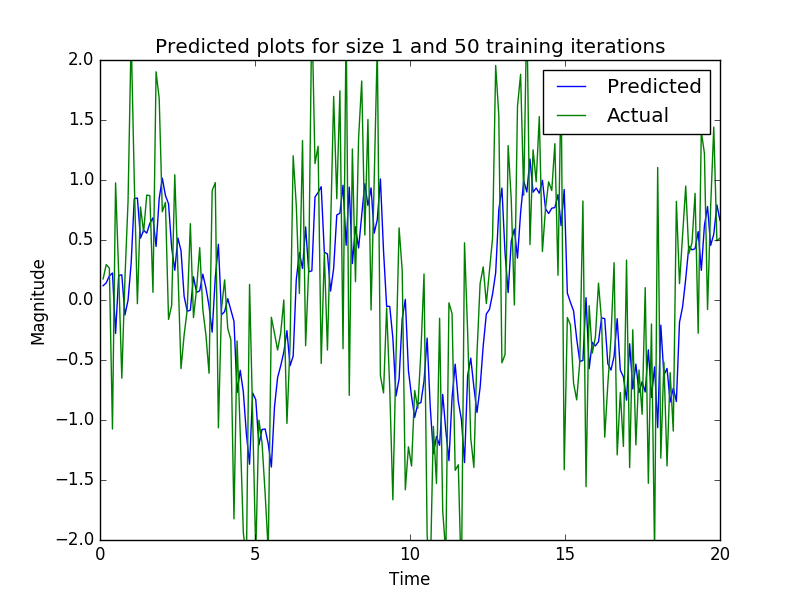 Predicted plots for size 1 and 50 training iterations
2.0
1.5
1.0
0.5
0.0
−0.5
−1.0
−1.5
−2.0
Magnitude
Predicted
Actual
0
5
10
15
20
Time